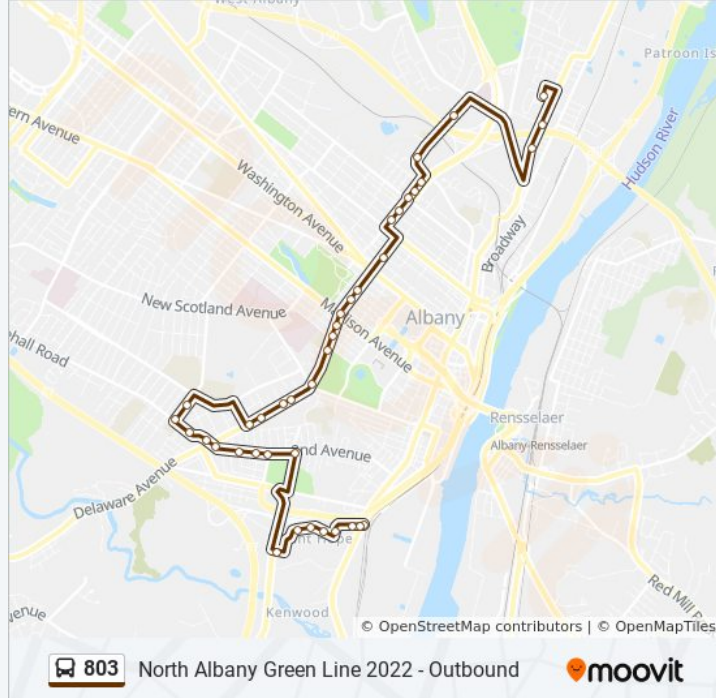 West Albany
Patroon Is
ern Avenue
Hudson River
Washington Avenue
Broadway
New Scotland Avenue
Madison Avenue
Albany
ehall Road
Rensselaer
2nd Avenue
Albany-Rensselaer
Delaware Avenue
unt Hope
Red Mill R
venue
Kenwood
© OpenStreetMap contributors | © OpenMapTiles
803 North Albany Green Line 2022 - Outbound moovit